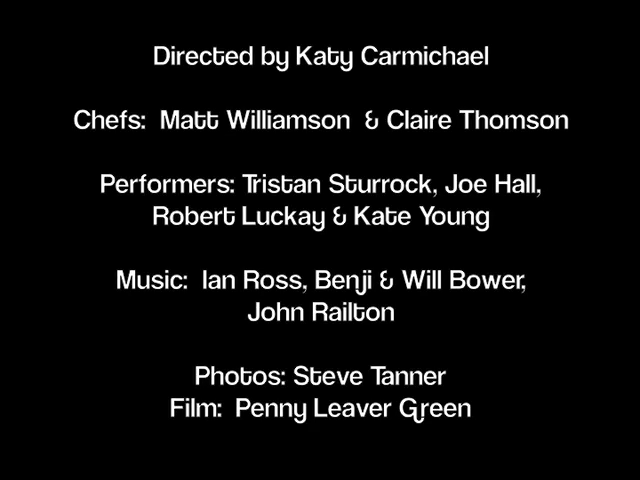 Directed by Katy Carmichael
Chefs:  Matt Williamson  & Claire Thomson
Performers: Tristan Sturrock, Joe Hall,
Robert Luckay & Kate Young
Music:  Ian Ross, Benji & Will Bower,
John Railton
Photos: Steve Tanner
Film:  Penny Leaver Green